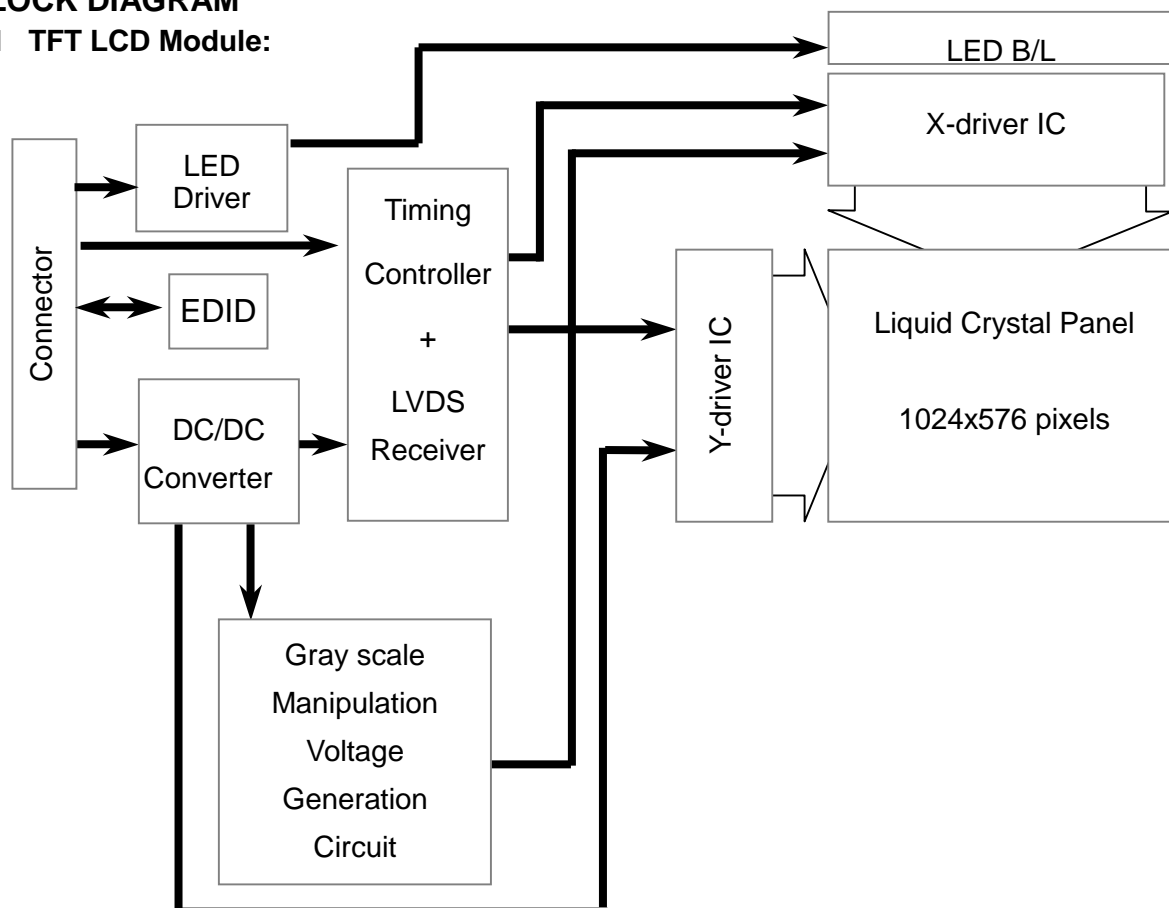 LOCK DIAGRAM
TFT LCD Module:
LED B/L
X-driver IC
LED
Driver
Timing
Controller
+
LVDS
Receiver
Connector
EDID
DC/DC
Converter
Y-driver IC
Liquid Crystal Panel
1024x576 pixels
Gray scale
Manipulation
Voltage
Generation
Circuit